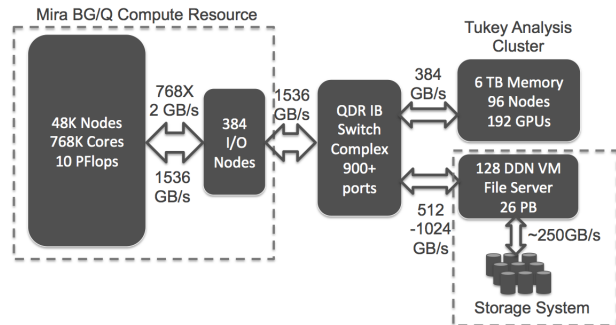 Mira BG/Q Compute Resource
48K Nodes
768K Cores
10 PFlops
768X
2 GB/s
1536
GB/s
384
I/O
Nodes
1536
GB/s
QDR IB
Switch
Complex
900+
ports
384
GB/s
Tukey Analysis
Cluster
6 TB Memory
96 Nodes
192 GPUs
512
-1024
GB/s
128 DDN VM
File Server
26 PB
~250GB/s
Storage System